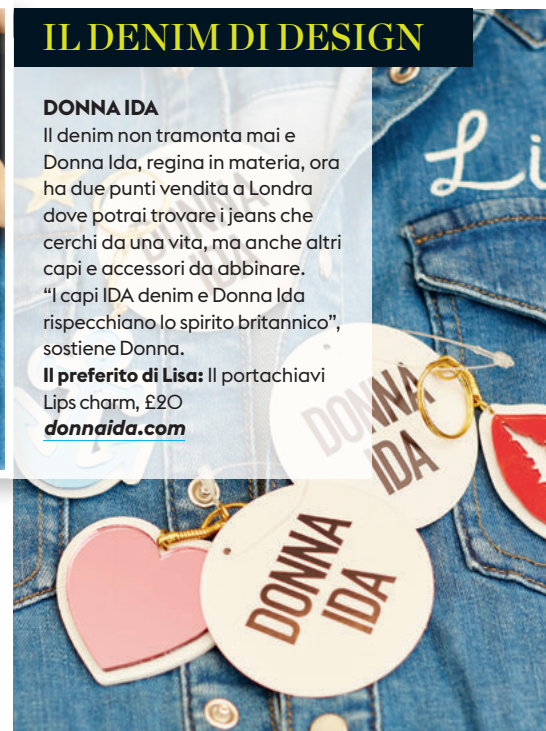 IL DENIM DI DESIGN
DONNA IDA
Il denim non tramonta mai e
Donna Ida, regina in materia, ora
ha due punti vendita a Londra
dove potrai trovare i jeans che
cerchi da una vita, ma anche altri
capi e accessori da abbinare.
“I capi IDA denim e Donna Ida
rispecchiano lo spirito britannico”,
sostiene Donna.
Il preferito di Lisa: Il portachiavi
Lips charm, £20
donnaida.com
Li
DONNA
IDA
DONNA
IDA